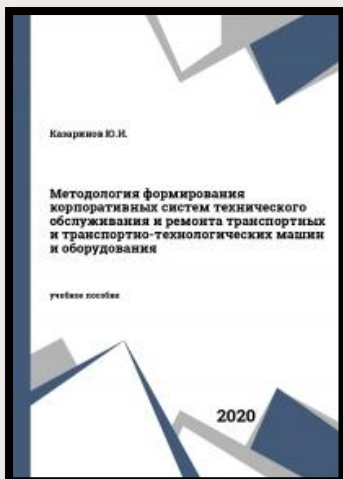 Казаринов Ю.И.
Методология формирования
корпоративных систем технического
обслуживания и ремонта транспортных
и транспортно-технологических машин
и оборудования
учебное пособие
2020